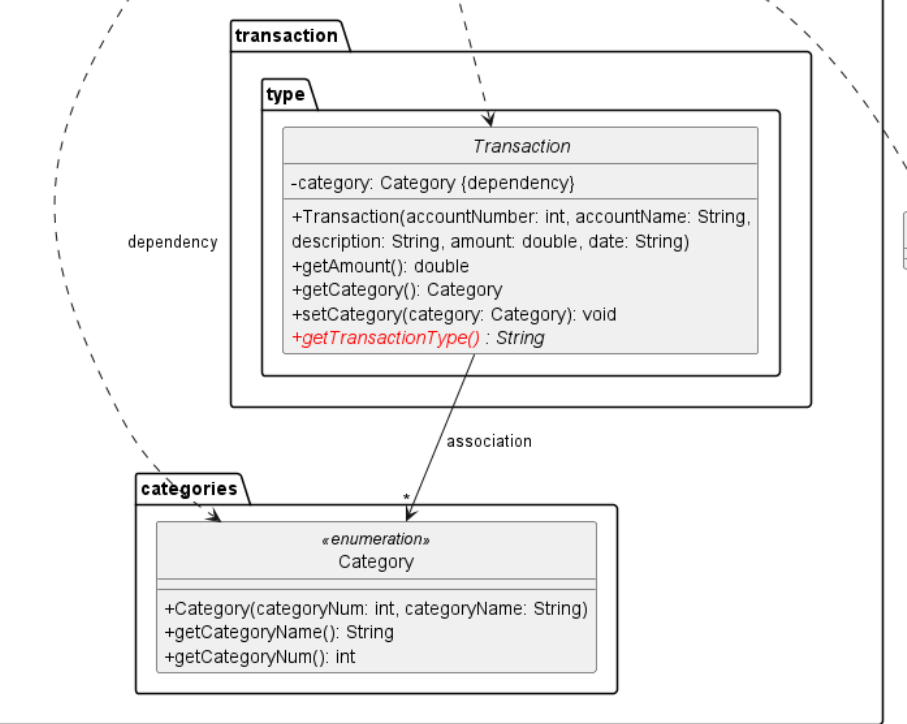 transaction
type
Transaction
-category: Category {dependency}
+Transaction(accountNumber: int, accountName: String,
description: String, amount: double, date: String)
+getAmount(): double
+getCategory(): Category
+setCategory(category: Category): void
+getTransactionType() : String
dependency
association
*
categories
«enumeration»
Category
+Category(categoryNum: int, categoryName: String)
+getCategoryName(): String
+getCategoryNum(): int